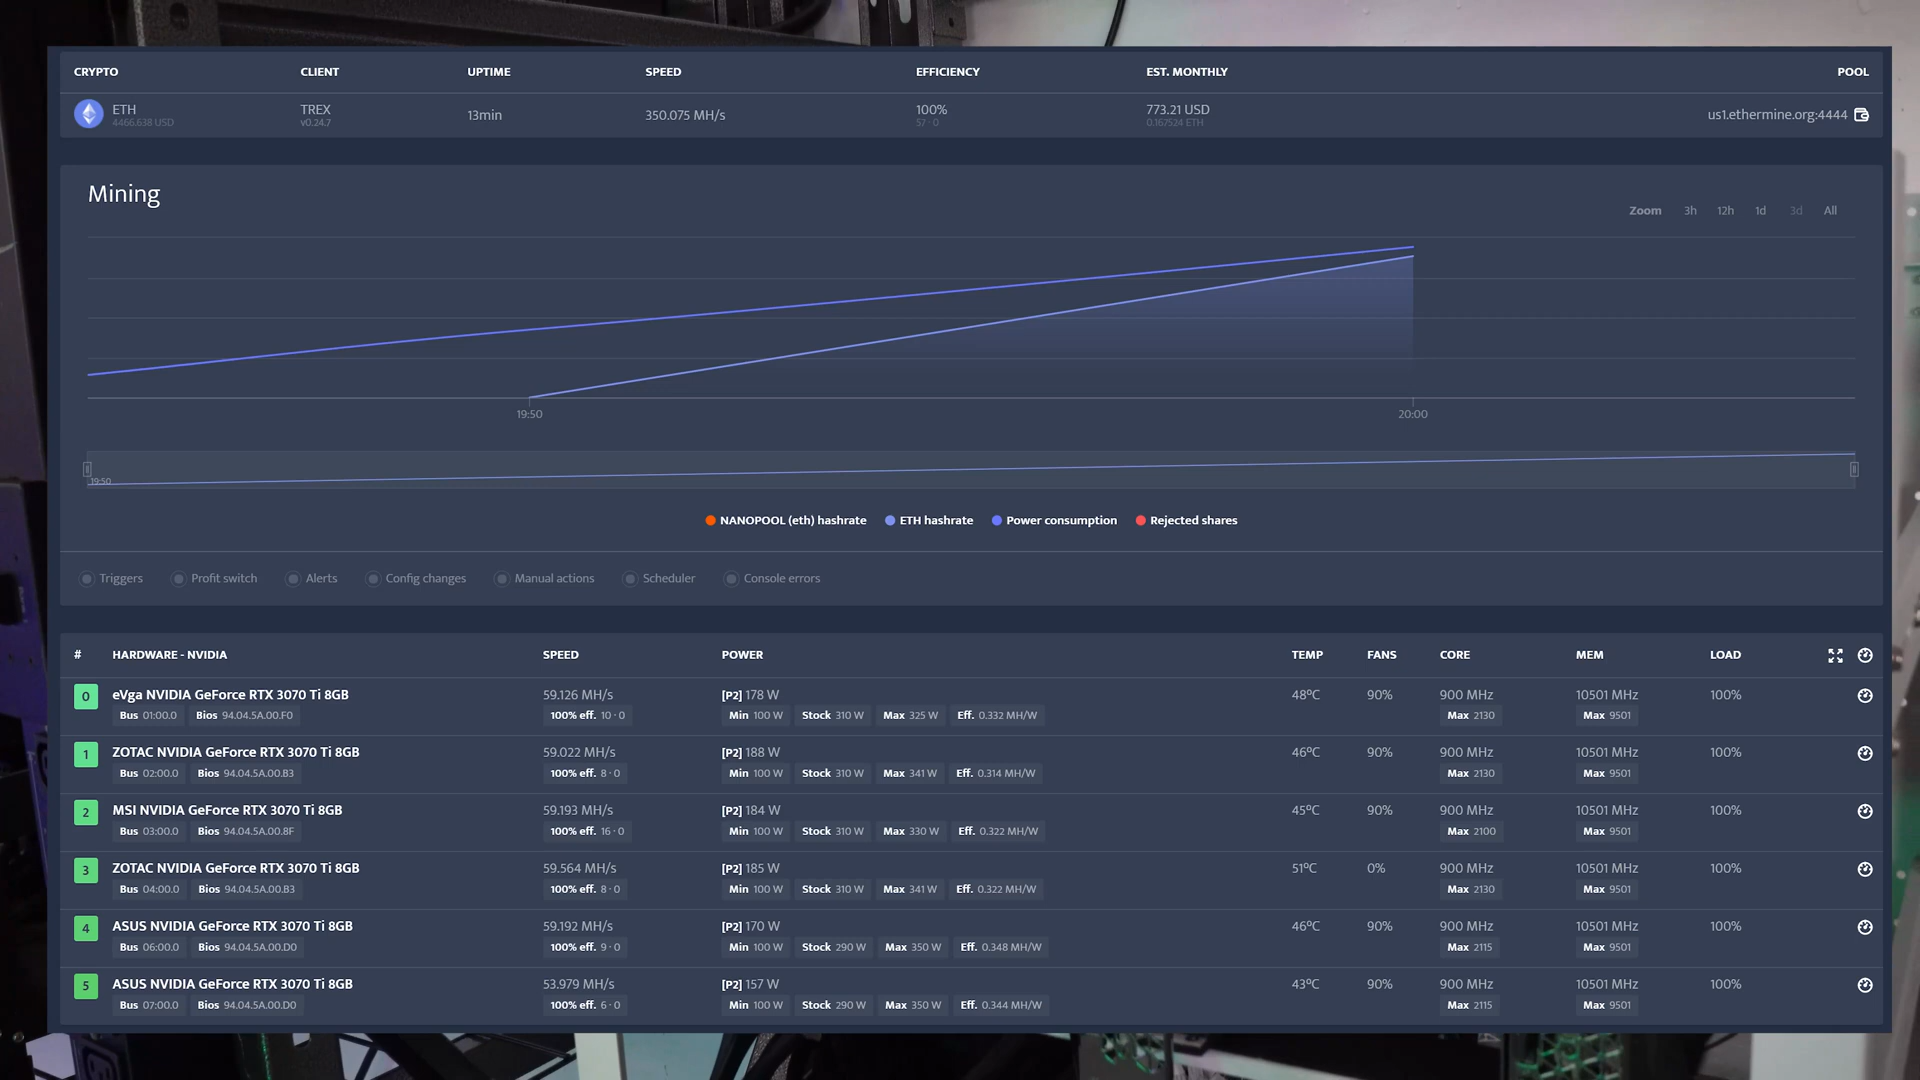 CRYPTO CLIENT UPTIME SPEED EFFICIENCY EST. MONTHLY POOL
ETH TREX 13min 350.075 MH/s 100% 773.21 USD us1.ethermine.org:4444
4466.638 USD v0.24.7 57 · 0 0.167524 ETH
Mining
Zoom 3h 12h 1d 3d All
19:50 20:00
19:50
NANOPOOL (eth) hashrate ETH hashrate Power consumption Rejected shares
Triggers Profit switch Alerts Config changes Manual actions Scheduler Console errors
# HARDWARE - NVIDIA SPEED POWER TEMP FANS CORE MEM LOAD
0 eVga NVIDIA GeForce RTX 3070 Ti 8GB 59.126 MH/s [P2] 178 W 48°C 90% 900 MHz 10501 MHz 100%
Bus 01:00.0 Bios 94.04.5A.00.F0 100% eff. 10 · 0 Min 100 W Stock 310 W Max 325 W Eff. 0.332 MH/W Max 2130 Max 9501
1 ZOTAC NVIDIA GeForce RTX 3070 Ti 8GB 59.022 MH/s [P2] 188 W 46°C 90% 900 MHz 10501 MHz 100%
Bus 02:00.0 Bios 94.04.5A.00.B3 100% eff. 8 · 0 Min 100 W Stock 310 W Max 341 W Eff. 0.314 MH/W Max 2130 Max 9501
2 MSI NVIDIA GeForce RTX 3070 Ti 8GB 59.193 MH/s [P2] 184 W 45°C 90% 900 MHz 10501 MHz 100%
Bus 03:00.0 Bios 94.04.5A.00.8F 100% eff. 16 · 0 Min 100 W Stock 310 W Max 330 W Eff. 0.322 MH/W Max 2100 Max 9501
3 ZOTAC NVIDIA GeForce RTX 3070 Ti 8GB 59.564 MH/s [P2] 185 W 51°C 0% 900 MHz 10501 MHz 100%
Bus 04:00.0 Bios 94.04.5A.00.B3 100% eff. 8 · 0 Min 100 W Stock 310 W Max 341 W Eff. 0.322 MH/W Max 2130 Max 9501
4 ASUS NVIDIA GeForce RTX 3070 Ti 8GB 59.192 MH/s [P2] 170 W 46°C 90% 900 MHz 10501 MHz 100%
Bus 06:00.0 Bios 94.04.5A.00.D0 100% eff. 9 · 0 Min 100 W Stock 290 W Max 350 W Eff. 0.348 MH/W Max 2115 Max 9501
5 ASUS NVIDIA GeForce RTX 3070 Ti 8GB 53.979 MH/s [P2] 157 W 43°C 90% 900 MHz 10501 MHz 100%
Bus 07:00.0 Bios 94.04.5A.00.D0 100% eff. 6 · 0 Min 100 W Stock 290 W Max 350 W Eff. 0.344 MH/W Max 2115 Max 9501